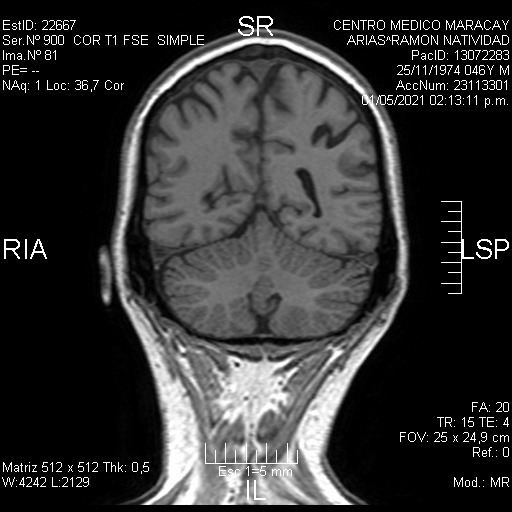 EstID: 22667
Ser.Nº 900 COR T1 FSE SIMPLE
Ima.Nº 81
PE= --
NAq: 1 Loc: 36,7 Cor
SR
CENTRO MEDICO MARACAY
ARIAS^RAMON NATIVIDAD
PacID: 13072283
25/11/1974 046Y M
AccNum: 23113301
01/05/2021 02:13:11 p.m.
RIA
LSP
FA: 20
TR: 15 TE: 4
FOV: 25 x 24,9 cm
Ref.: 0
Matriz 512 x 512 Thk: 0,5
W:4242 L:2129
Esc 1=5 mm
IL
Mod.: MR